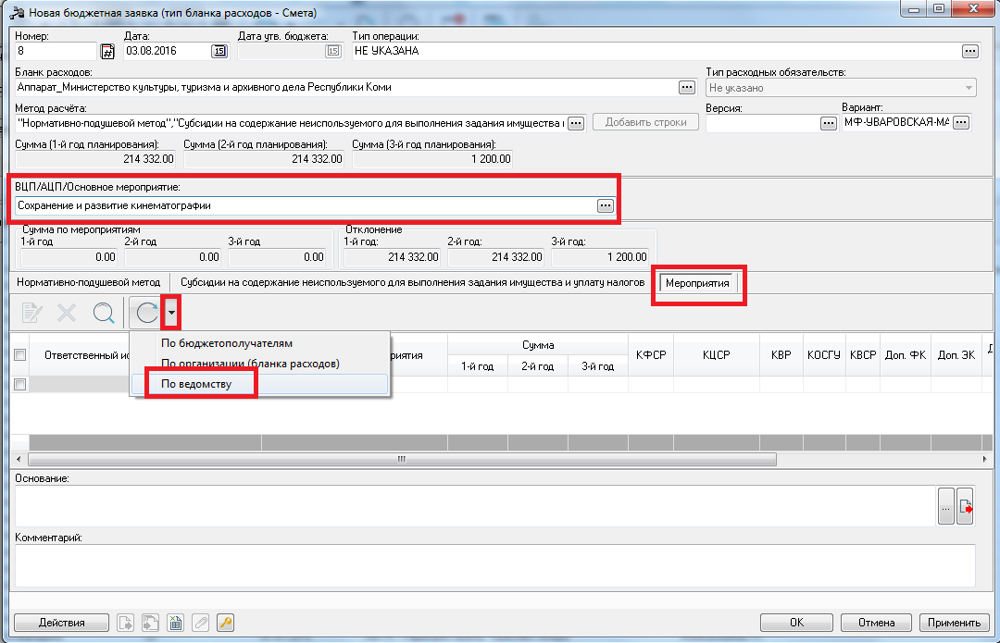 Новая бюджетная заявка (тип бланка расходов - Смета)
Номер: Дата: Дата утв. бюджета: Тип операции:
8 03.08.2016 15 15 НЕ УКАЗАНА ...
Бланк расходов: Тип расходных обязательств:
Аппарат_Министерство культуры, туризма и архивного дела Республики Коми ... Не указано
Метод расчёта: Версия: Вариант:
"Нормативно-подушевой метод","Субсидии на содержание неиспользуемого для выполнения задания имущества ... Добавить строки ... МФ-УВАРОВСКАЯ-МА ...
Сумма (1-й год планирования): Сумма (2-й год планирования): Сумма (3-й год планирования):
214 332.00 214 332.00 1 200.00
ВЦП/АЦП/Основное мероприятие:
Сохранение и развитие кинематографии ...
Сумма по мероприятиям Отклонение
1-й год 2-й год 3-й год 1-й год: 2-й год: 3-й год:
0.00 0.00 0.00 214 332.00 214 332.00 1 200.00
Нормативно-подушевой метод Субсидии на содержание неиспользуемого для выполнения задания имущества и уплату налогов Мероприятия
По бюджетополучателям
Ответственный ис риятия Сумма КФСР КЦСР КВР КОСГУ КВСР Доп. ФК Доп. ЭК
1-й год 2-й год 3-й год
По организации (бланка расходов)
По ведомству
Основание:
...
Комментарий:
Действия ОК Отмена Применить